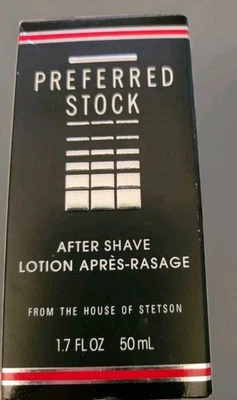 PREFERRED
STOCK
AFTER SHAVE
LOTION APRÈS-RASAGE
FROM THE HOUSE OF STETSON
1.7 FL OZ 50 mL